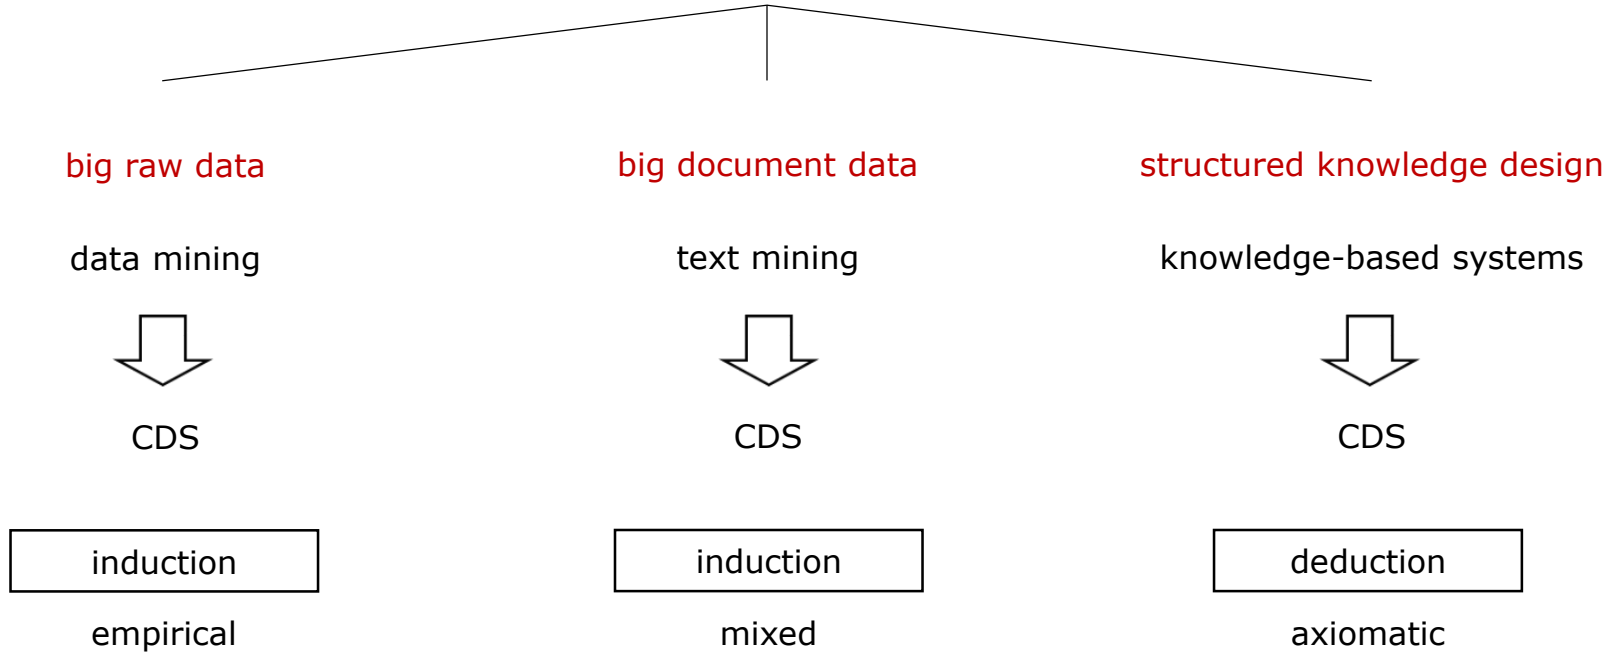 big raw data
big document data
structured knowledge design
data mining
text mining
knowledge-based systems
CDS
CDS
CDS
induction
induction
deduction
empirical
mixed
axiomatic